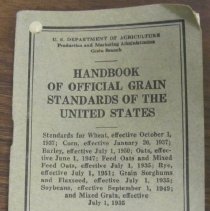 U. S. DEPARTMENT OF AGRICULTURE
Production and Marketing Administration
Grain Branch
HANDBOOK
OF OFFICIAL GRAIN
STANDARDS OF THE
UNITED STATES
Standards for Wheat, effective October 1,
1937; Corn, effective January 20, 1937;
Barley, effective July 1, 1950; Oats, effec-
tive June 1, 1947; Feed Oats and Mixed
Feed Oats, effective July 1, 1935; Rye,
effective July 1, 1951; Grain Sorghums
and Flaxseed, effective July 1, 1935;
Soybeans, effective September 1, 1949;
and Mixed Grain, effective
July 1, 1935